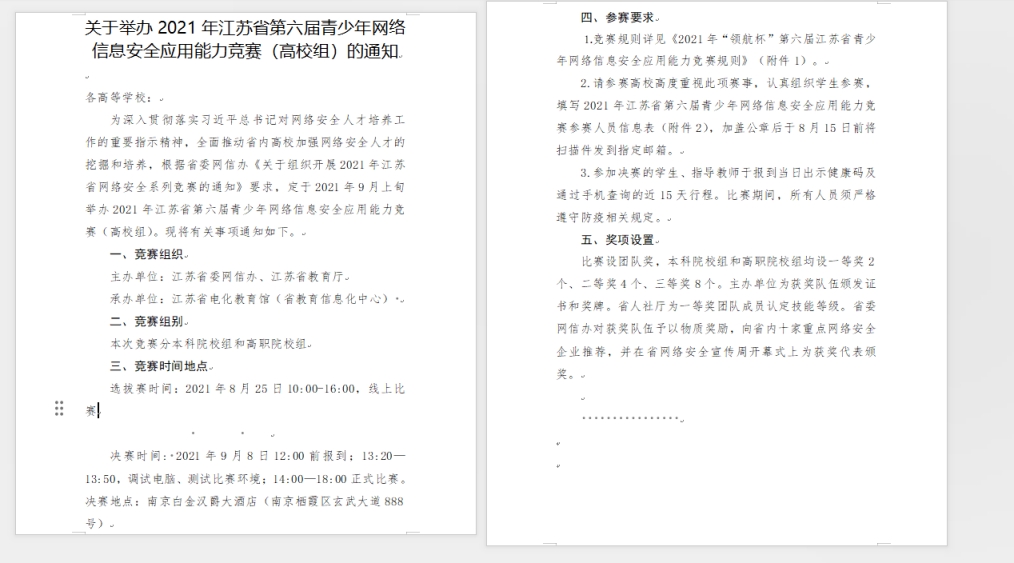 关于举办 2021 年江苏省第六届青少年网络
信息安全应用能力竞赛（高校组）的通知
各高等学校：
为深入贯彻落实习近平总书记对网络安全人才培养工
作的重要指示精神，全面推动省内高校加强网络安全人才的
挖掘和培养，根据省委网信办《关于组织开展 2021 年江苏
省网络安全系列竞赛的通知》要求，定于 2021 年 9 月上旬
举办 2021 年江苏省第六届青少年网络信息安全应用能力竞
赛（高校组）。现将有关事项通知如下。
一、竞赛组织
主办单位：江苏省委网信办、江苏省教育厅
承办单位：江苏省电化教育馆（省教育信息化中心）
二、竞赛组别
本次竞赛分本科院校组和高职院校组
三、竞赛时间地点
选拔赛时间：2021 年 8 月 25 日 10:00-16:00，线上比
赛
决赛时间：2021 年 9 月 8 日 12:00 前报到；13:20—
13:50，调试电脑、测试比赛环境；14:00—18:00 正式比赛。
决赛地点：南京白金汉爵大酒店（南京栖霞区玄武大道 888
号）
四、参赛要求
1.竞赛规则详见《2021 年“领航杯”第六届江苏省青少
年网络信息安全应用能力竞赛规则》（附件 1）。
2.请参赛高校高度重视此项赛事，认真组织学生参赛，
填写 2021 年江苏省第六届青少年网络信息安全应用能力竞
赛参赛人员信息表（附件 2），加盖公章后于 8 月 15 日前将
扫描件发到指定邮箱。
3.参加决赛的学生、指导教师于报到当日出示健康码及
通过手机查询的近 15 天行程。比赛期间，所有人员须严格
遵守防疫相关规定。
五、奖项设置
比赛设团队奖，本科院校组和高职院校组均设一等奖 2
个、二等奖 4 个、三等奖 8 个。主办单位为获奖队伍颁发证
书和奖牌。省人社厅为一等奖团队成员认定技能等级。省委
网信办对获奖队伍予以物质奖励，向省内十家重点网络安全
企业推荐，并在省网络安全宣传周开幕式上为获奖代表颁
奖。